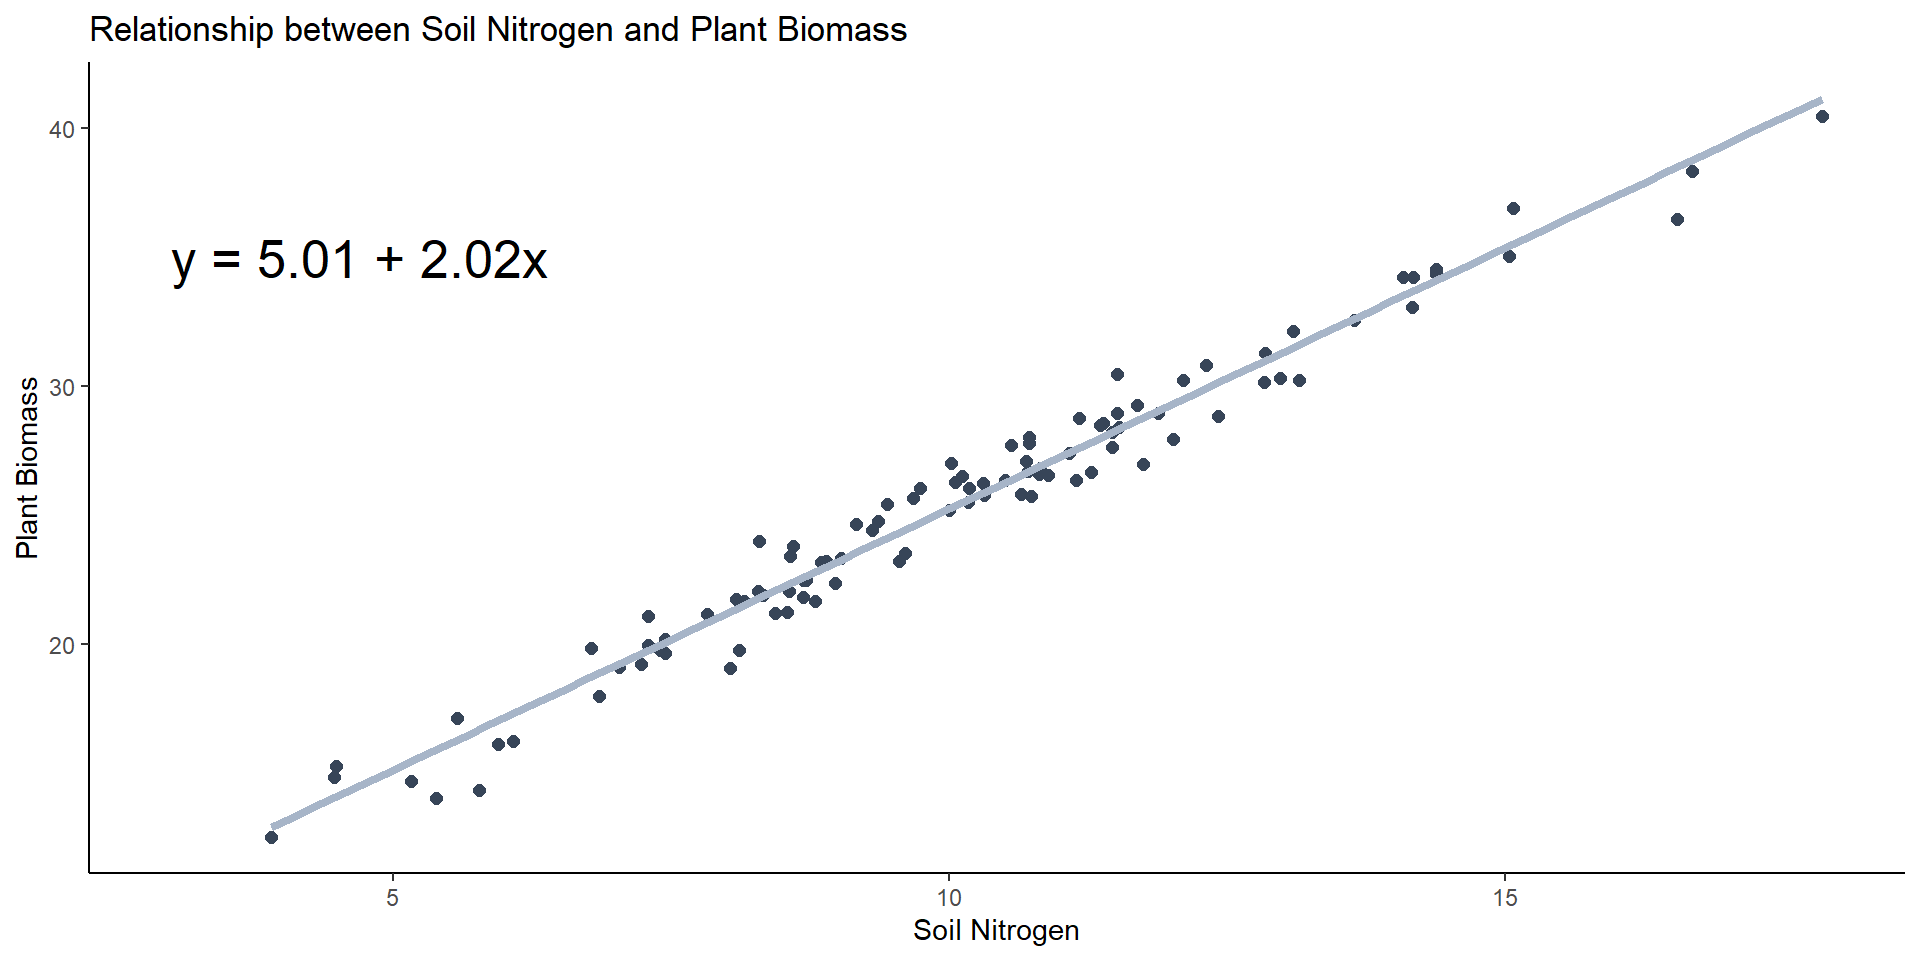 Relationship between Soil Nitrogen and Plant Biomass
y = 5.01 + 2.02x
Plant Biomass
40
30
20
5
10
15
Soil Nitrogen